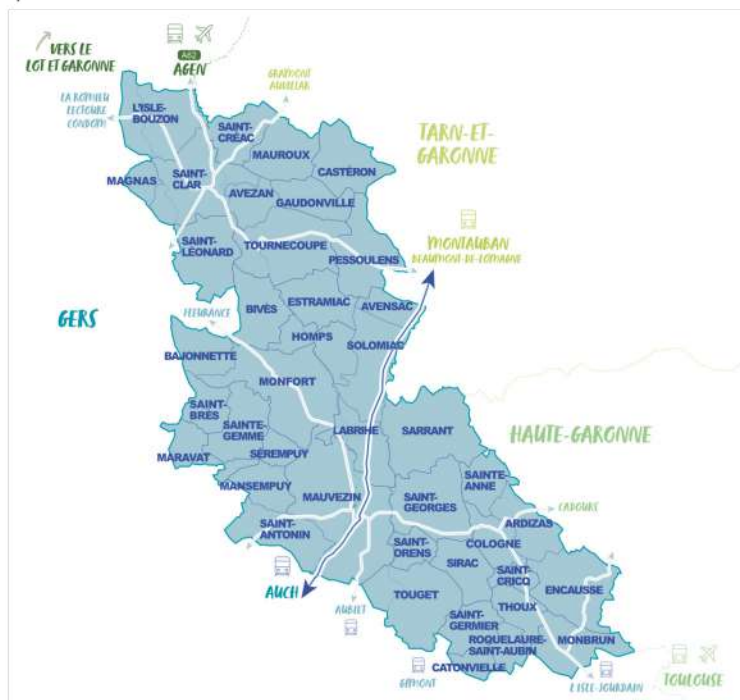 VERS LE
LOT ET GARONNE
A62
AGEN
GRAMONT
AUVILLAR
LA ROMIEU
LECTOURE
CONDOM
L'ISLE-
BOUZON
SAINT-
CRÉAC
MAUROUX
CASTÉRON
TARN-ET-
GARONNE
MAGNAS
SAINT-
CLAR
AVEZAN
GAUDONVILLE
SAINT-
LÉONARD
TOURNECOUPE
PESSOULENS
MONTAUBAN
BEAUMONT-DE-LOMAGNE
GERS
FLEURANCE
BIVÈS
ESTRAMIAC
AVENSAC
HOMPS
SOLOMIAC
BAJONNETTE
MONFORT
SAINT-
BRÈS
SAINTE-
GEMME
LABRIHE
SARRANT
HAUTE-GARONNE
MARAVAT
SÉREMPUY
MANSEMPUY
MAUVEZIN
SAINT-
GEORGES
SAINTE-
ANNE
CADOURS
ARDIZAS
SAINT-
ANTONIN
SAINT-
ORENS
COLOGNE
SIRAC
SAINT-
CRICQ
ENCAUSSE
AUCH
AUBIET
TOUGET
THOUX
SAINT-
GERMIER
ROQUELAURE-
SAINT-AUBIN
MONBRUN
CATONVIELLE
GIMONT
L'ISLE-JOURDAIN
TOULOUSE